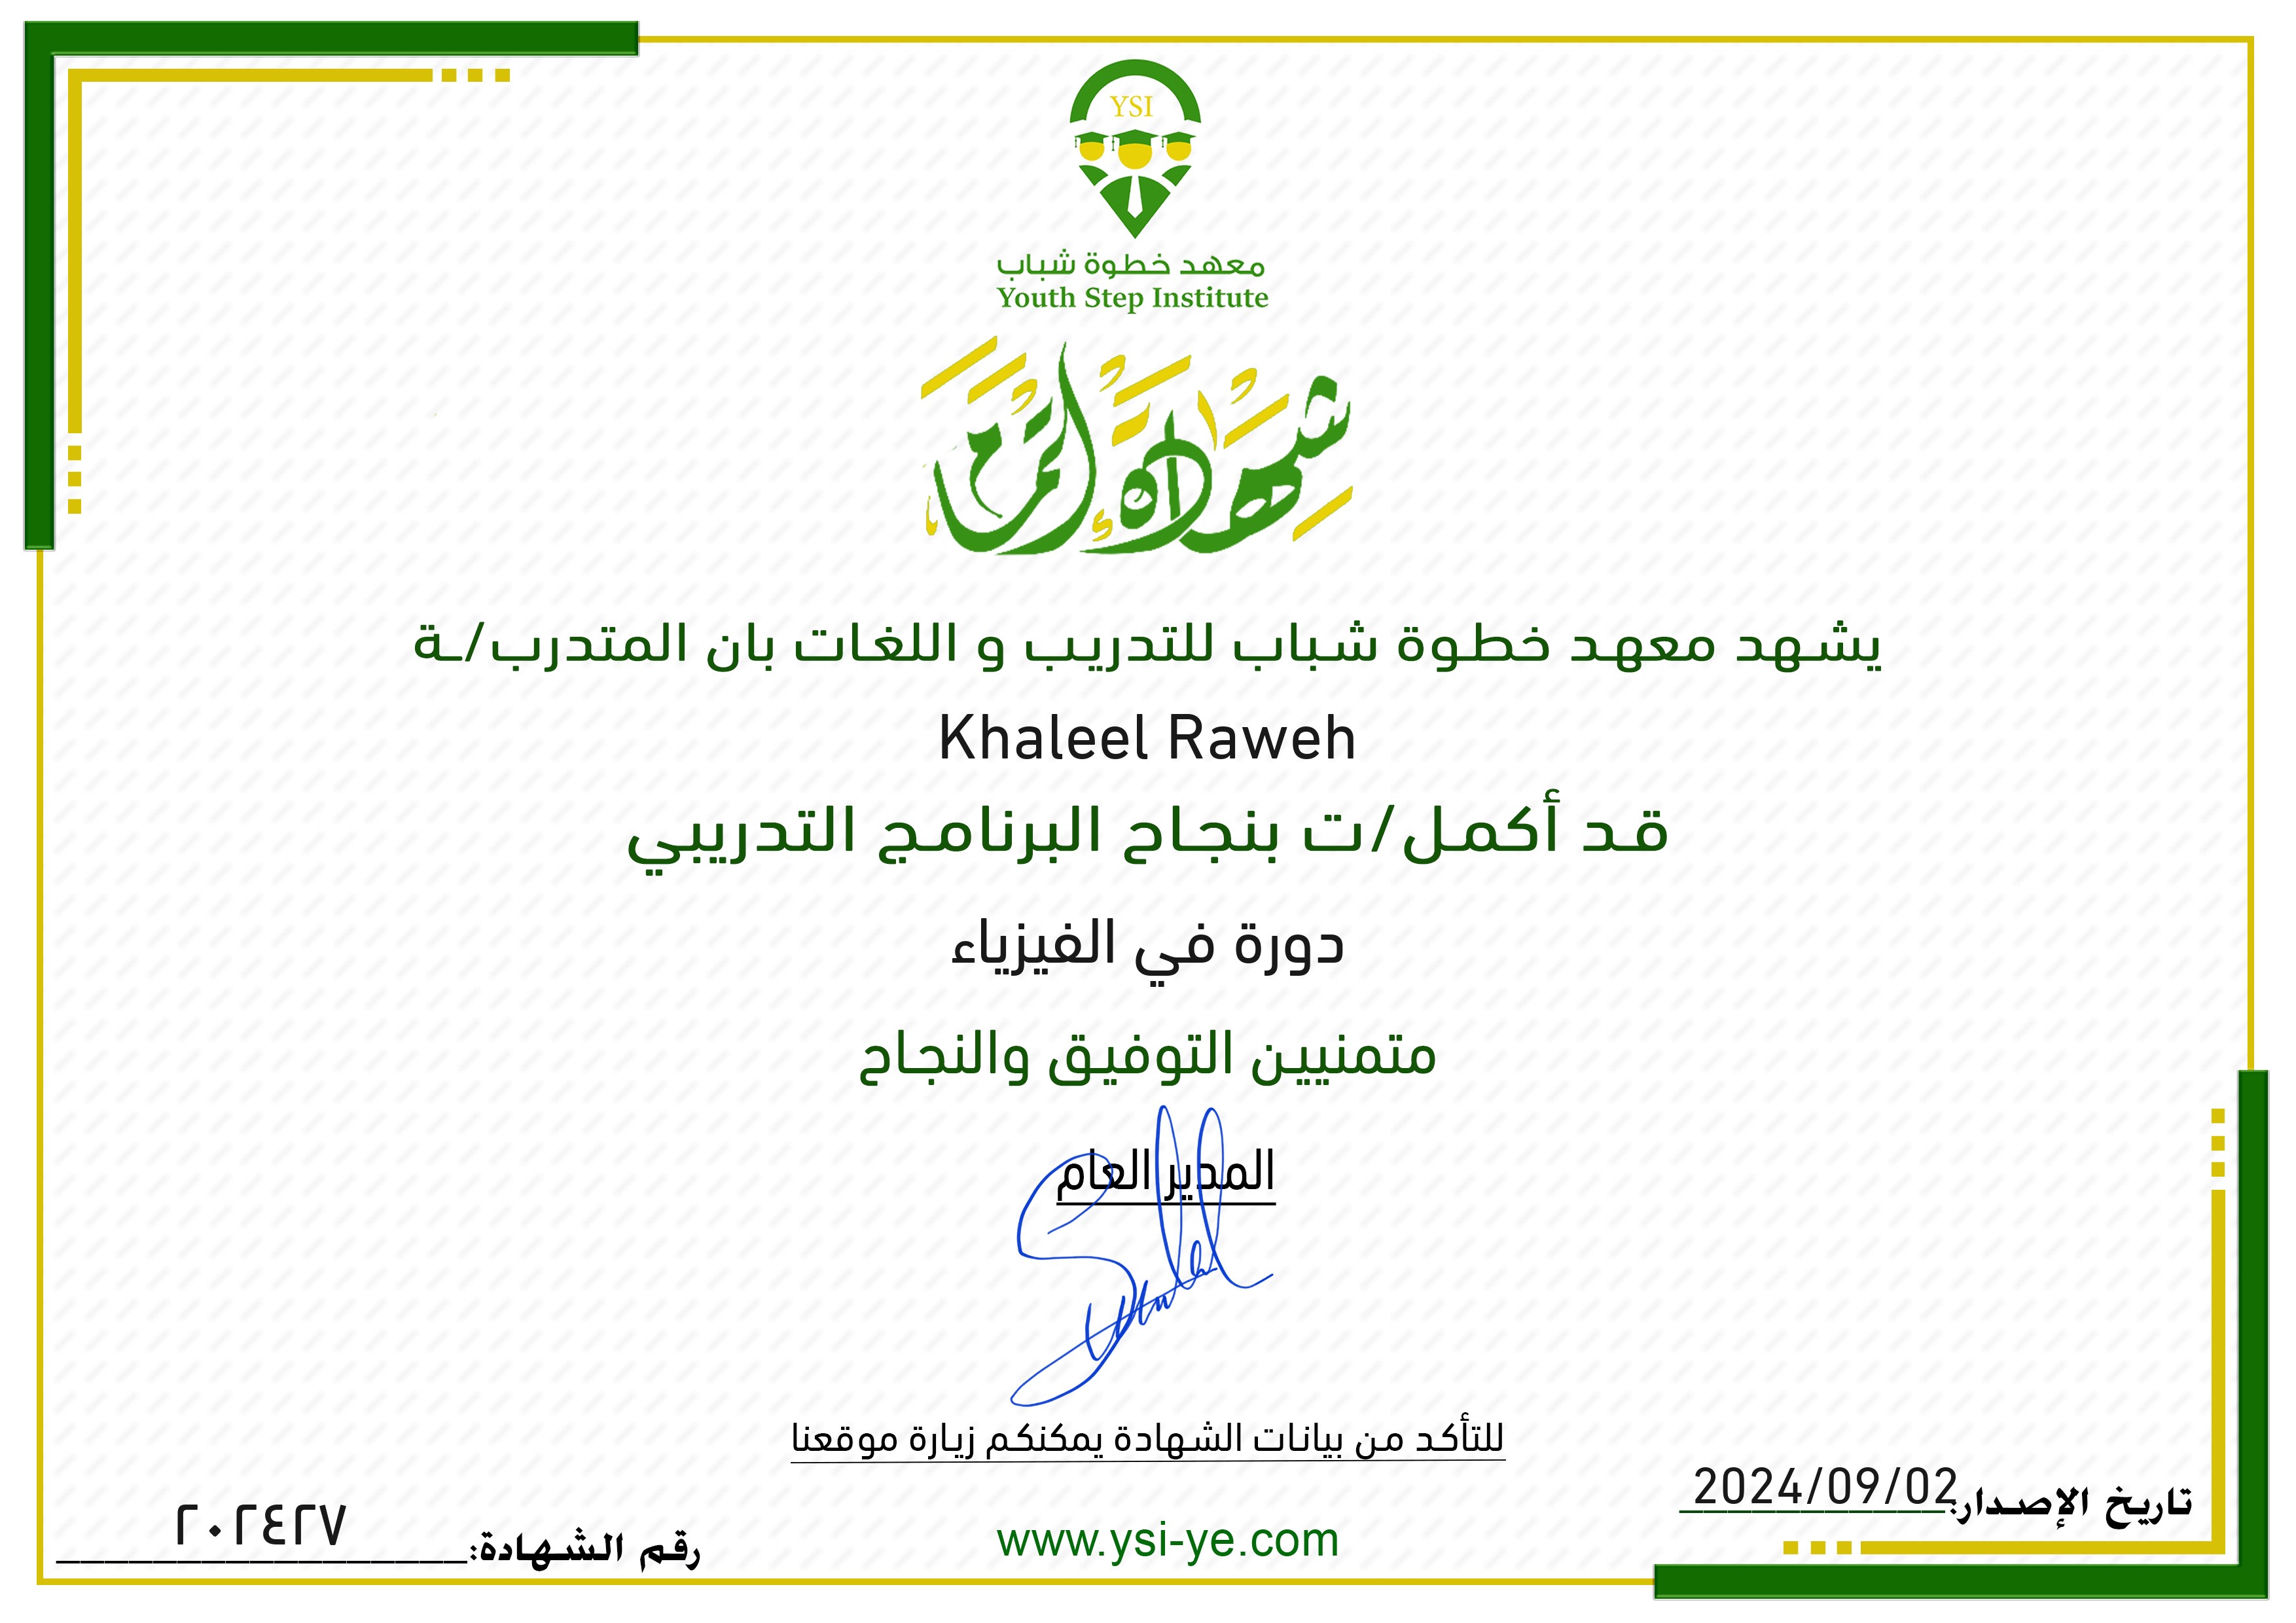 YSI
معهد خطوة شباب
Youth Step Institute
شهادة إتمام
يشهد معهد خطوة شباب للتدريب و اللغات بان المتدرب/ـة
Khaleel Raweh
قد أكمل/ت بنجاح البرنامج التدريبي
دورة في الفيزياء
متمنيين التوفيق والنجاح
المدير العام
للتأكد من بيانات الشهادة يمكنكم زيارة موقعنا
تاريخ الإصدار: 2024/09/02
www.ysi-ye.com
رقم الشهادة: ٢٠٢٤٢٧